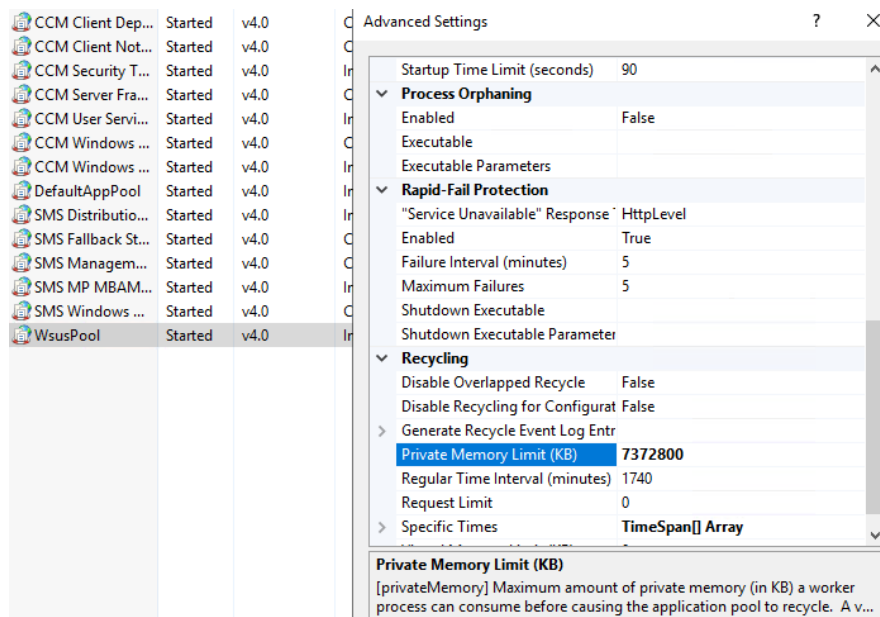 CCM Client Dep... Started v4.0 C
CCM Client Not... Started v4.0 C
CCM Security T... Started v4.0 Ir
CCM Server Fra... Started v4.0 C
CCM User Servi... Started v4.0 Ir
CCM Windows ... Started v4.0 C
CCM Windows ... Started v4.0 Ir
DefaultAppPool Started v4.0 Ir
SMS Distributio... Started v4.0 Ir
SMS Fallback St... Started v4.0 C
SMS Managem... Started v4.0 C
SMS MP MBAM... Started v4.0 Ir
SMS Windows ... Started v4.0 C
WsusPool Started v4.0 Ir
Advanced Settings ?
Startup Time Limit (seconds) 90
Process Orphaning
Enabled False
Executable
Executable Parameters
Rapid-Fail Protection
"Service Unavailable" Response HttpLevel
Enabled True
Failure Interval (minutes) 5
Maximum Failures 5
Shutdown Executable
Shutdown Executable Parameter
Recycling
Disable Overlapped Recycle False
Disable Recycling for Configurat False
Generate Recycle Event Log Entr
Private Memory Limit (KB) 7372800
Regular Time Interval (minutes) 1740
Request Limit 0
Specific Times TimeSpan[] Array
Private Memory Limit (KB)
[privateMemory] Maximum amount of private memory (in KB) a worker
process can consume before causing the application pool to recycle. A v...